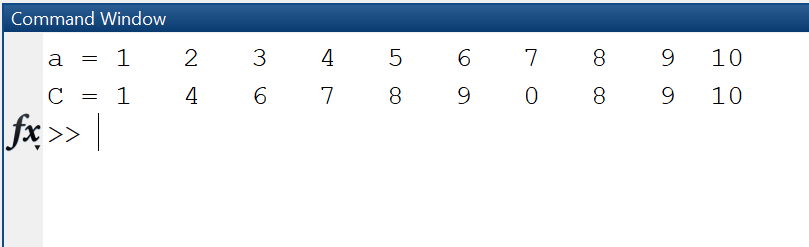 Command Window
a = 1 2 3 4 5 6 7 8 9 10
C = 1 4 6 7 8 9 0 8 9 10
fx >>